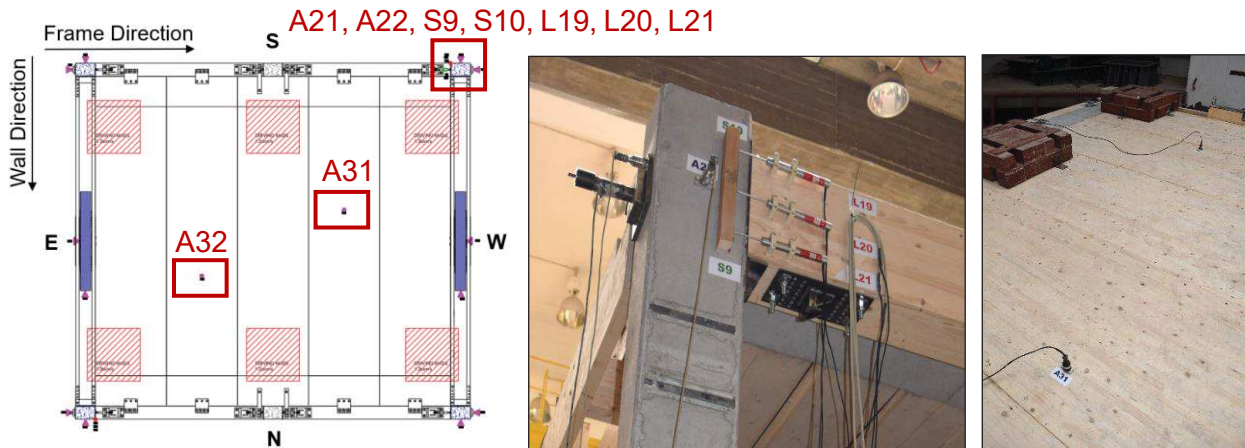 A21, A22, S9, S10, L19, L20, L21
Frame Direction
S
Wall Direction
A31
A32
E
W
N
S10
A2
L19
L20
L21
S9
A31